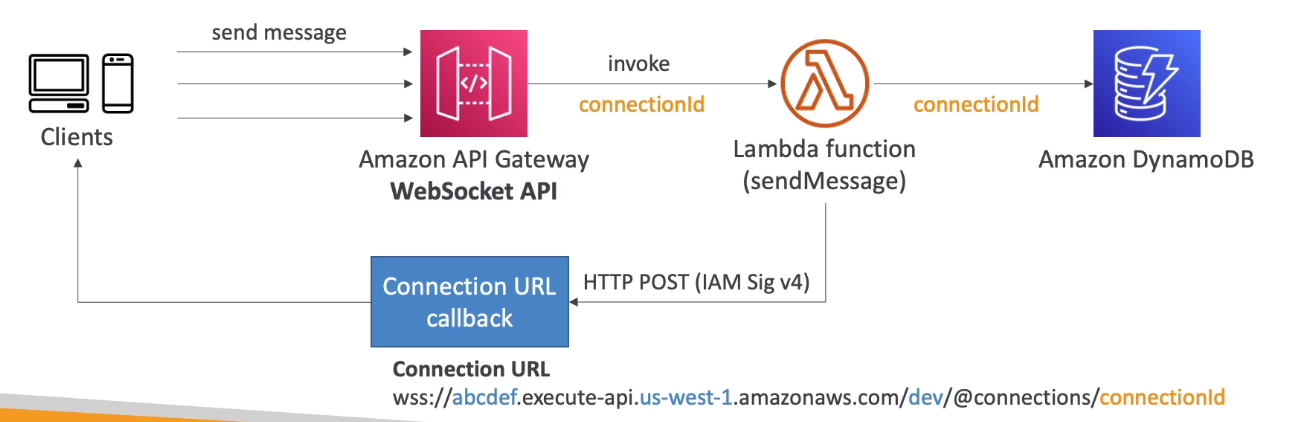 send message
Clients
Amazon API Gateway
WebSocket API
invoke
connectionId
Lambda function
(sendMessage)
connectionId
Amazon DynamoDB
Connection URL
callback
HTTP POST (IAM Sig v4)
Connection URL
wss://abcdef.execute-api.us-west-1.amazonaws.com/dev/@connections/connectionId